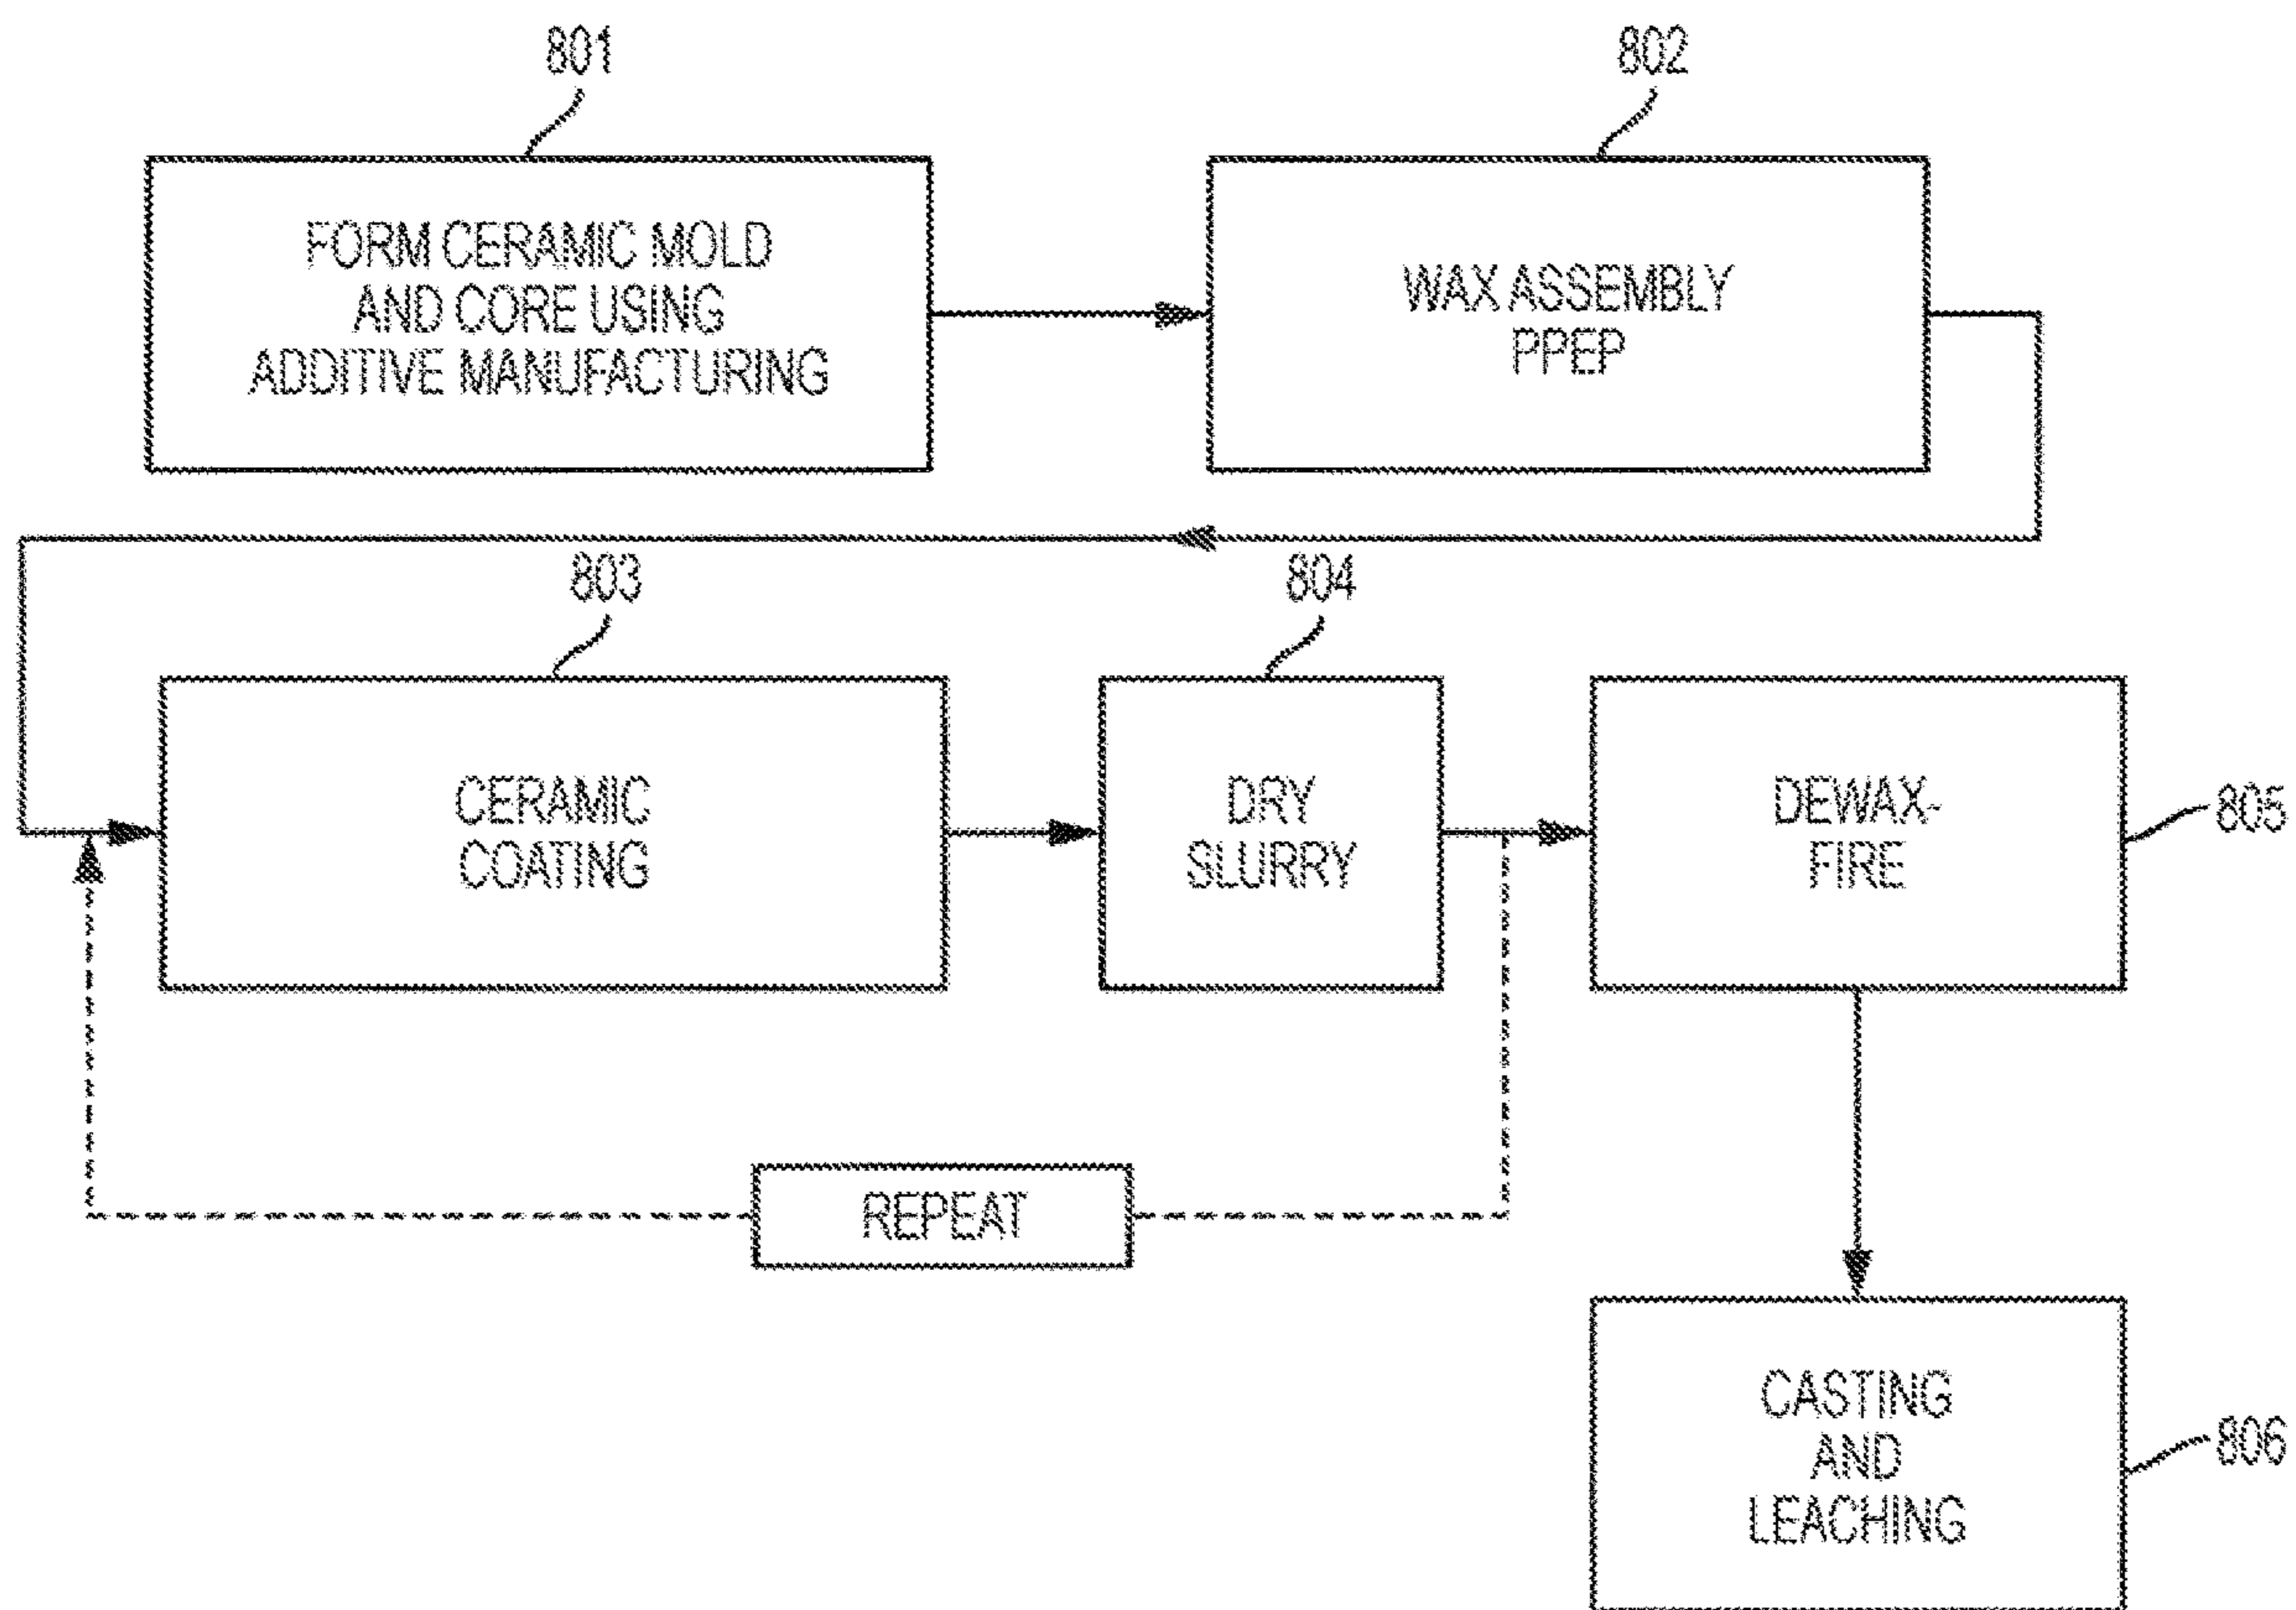 801
802
FORM CERAMIC MOLD
AND CORE USING
ADDITIVE MANUFACTURING
WAX ASSEMBLY
PPEP
803
804
CERAMIC
COATING
DRY
SLURRY
DEWAX-
FIRE
805
REPEAT
CASTING
AND
LEACHING
806